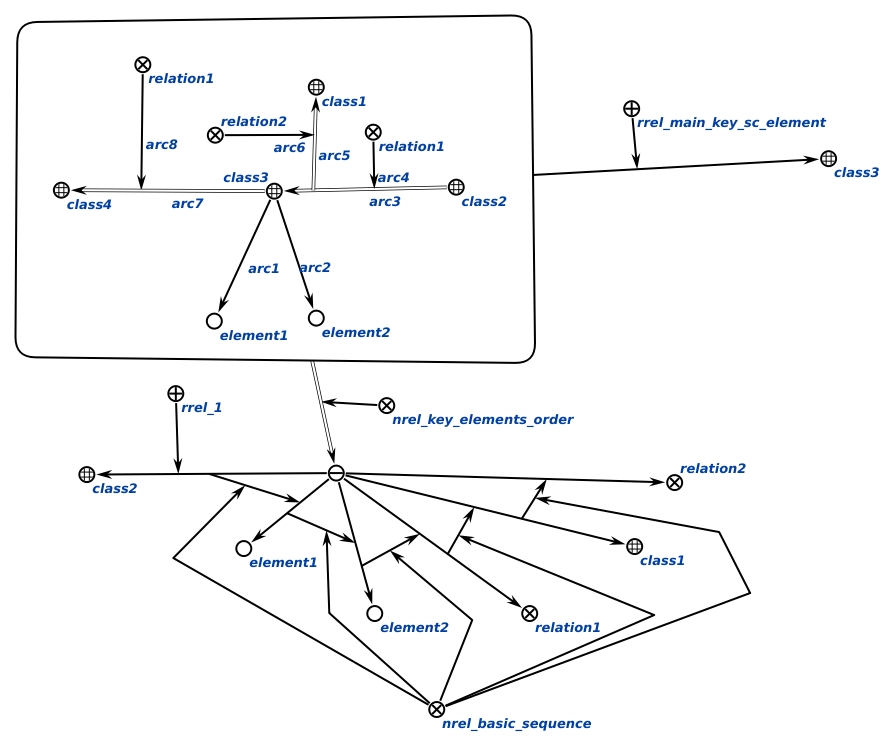 relation1
class1
relation2
rrel_main_key_sc_element
arc6
relation1
arc8
arc5
class3
class3
arc4
class4
arc7
arc3
class2
arc1
arc2
element1
element2
rrel_1
nrel_key_elements_order
class2
relation2
element1
class1
element2
relation1
nrel_basic_sequence